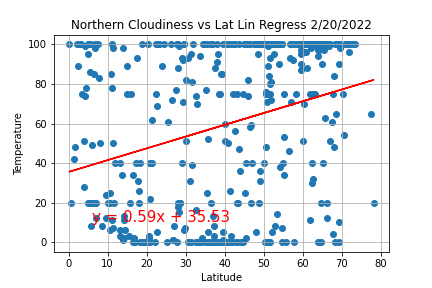 Northern Cloudiness vs Lat Lin Regress 2/20/2022
100
80
60
40
20
0
Temperature
y = 0.59x + 35.53
0 10 20 30 40 50 60 70 80
Latitude